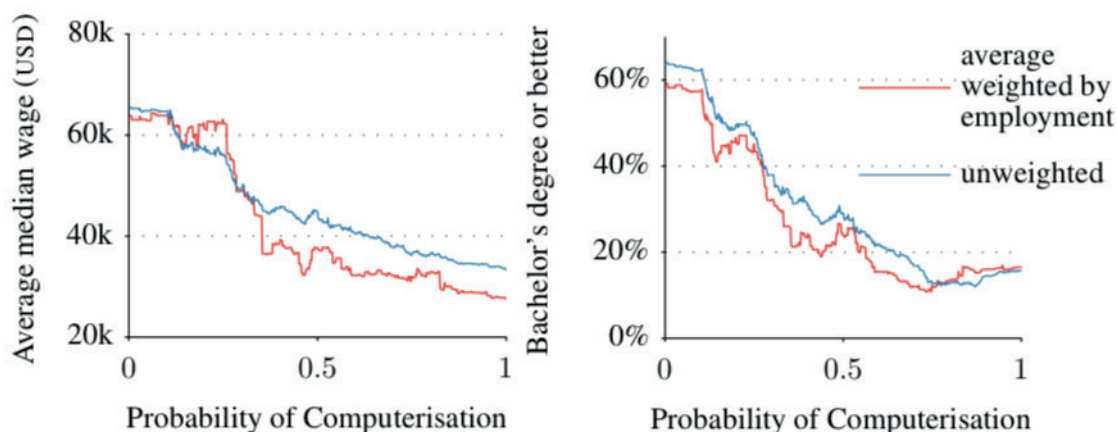 Average median wage (USD)
80k
60k
40k
20k
0
0.5
1
Probability of Computerisation
Bachelor's degree or better
60%
40%
20%
0%
0
0.5
1
Probability of Computerisation
average
weighted by
employment
unweighted